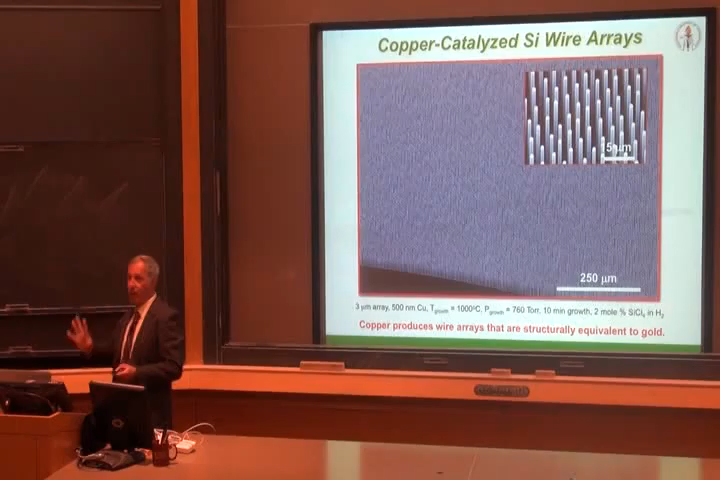 Copper-Catalyzed Si Wire Arrays
5 μm
250 μm
3 μm array, 500 nm Cu, Tgrowth = 1000ºC, Pgrowth = 760 Torr, 10 min growth, 2 mole % SiCl4 in H2
Copper produces wire arrays that are structurally equivalent to gold.